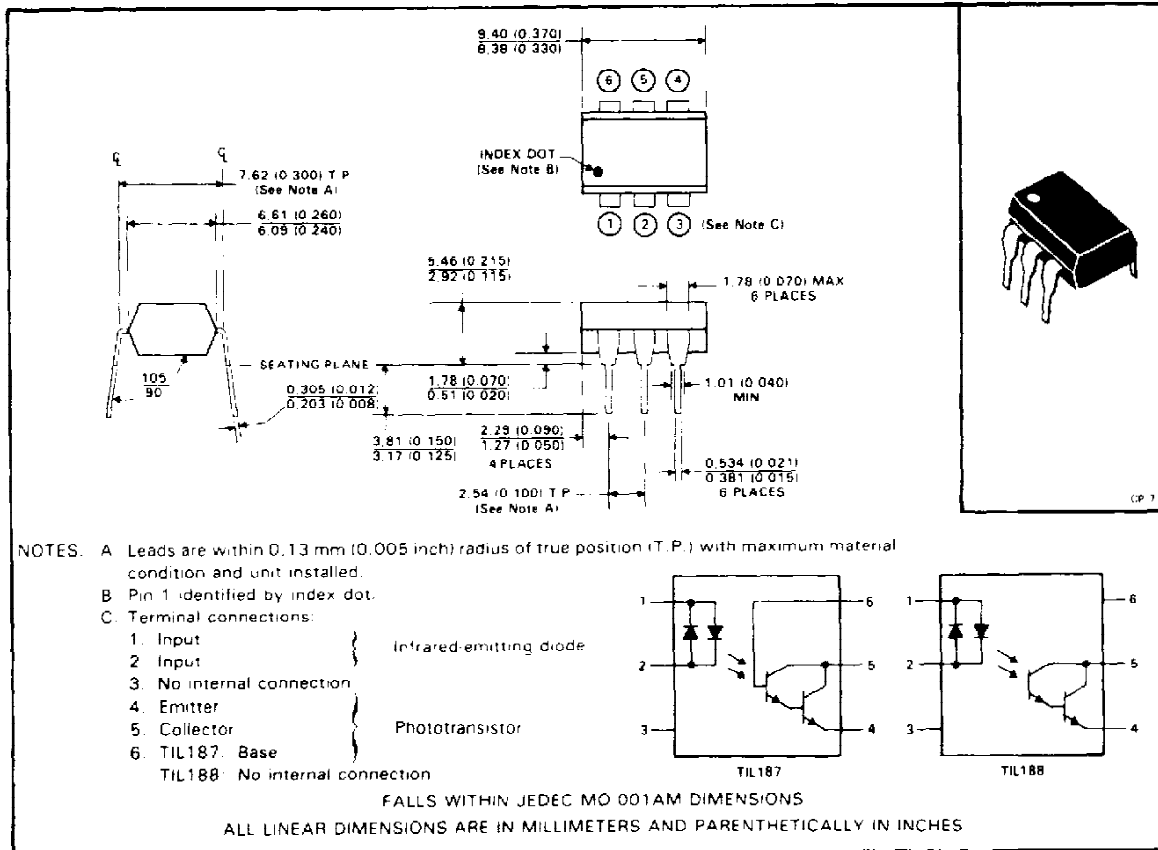 9.40 (0.370)
8.38 (0.330)
6 5 4
INDEX DOT
(See Note B)
1 2 3 (See Note C)
℄ ℄
7.62 (0.300) T P
(See Note A)
6.61 (0.260)
6.09 (0.240)
5.46 (0.215)
2.92 (0.115)
1.78 (0.070) MAX
6 PLACES
SEATING PLANE
105
90
0.305 (0.012)
0.203 (0.008)
1.78 (0.070)
0.51 (0.020)
1.01 (0.040)
MIN
3.81 (0.150)
3.17 (0.125)
2.29 (0.090)
1.27 (0.050)
4 PLACES
0.534 (0.021)
0.381 (0.015)
6 PLACES
2.54 (0.100) T P
(See Note A)
NOTES. A Leads are within 0.13 mm (0.005 inch) radius of true position (T.P.) with maximum material
condition and unit installed.
B Pin 1 identified by index dot.
C. Terminal connections:
1. Input
2 Input
Infrared-emitting diode
3. No internal connection
4. Emitter
5. Collector
6. TIL187. Base
Phototransistor
TIL188 No internal connection
1 6
2 5
3 4
TIL187
1 6
2 5
3 4
TIL188
FALLS WITHIN JEDEC MO 001AM DIMENSIONS
ALL LINEAR DIMENSIONS ARE IN MILLIMETERS AND PARENTHETICALLY IN INCHES